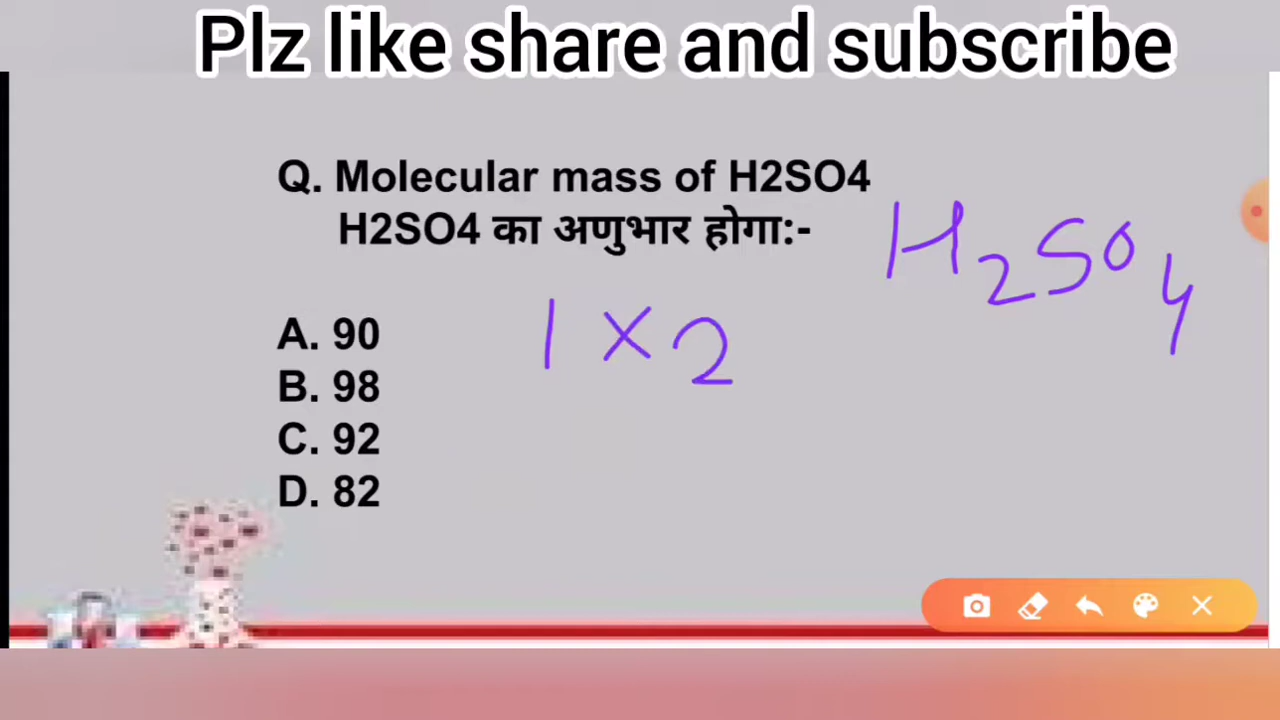 Plz like share and subscribe
Q. Molecular mass of H2SO4
H2SO4 का अणुभार होगा:-
H2SO4
1 × 2
A. 90
B. 98
C. 92
D. 82